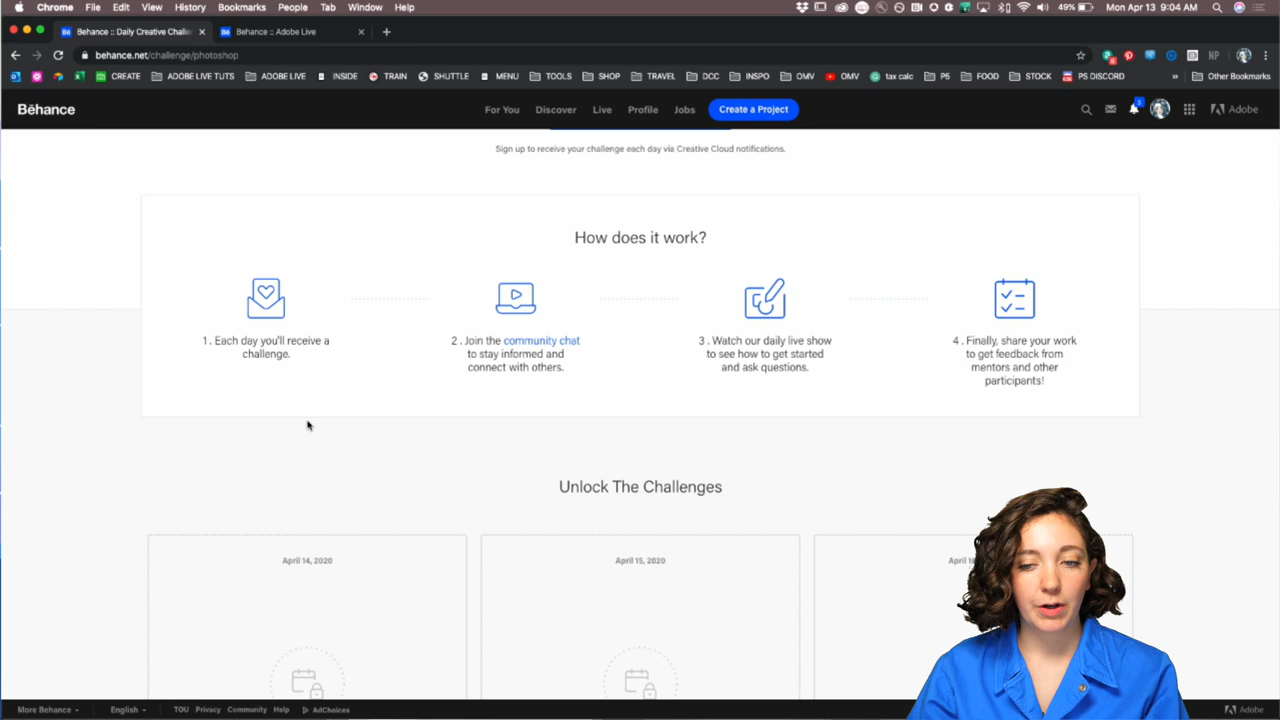 Chrome File Edit View History Bookmarks People Tab Window Help 49% Mon Apr 13 9:04 AM
Behance :: Daily Creative Challe Behance :: Adobe Live
behance.net/challenge/photoshop
CREATE ADOBE LIVE TUTS ADOBE LIVE INSIDE TRAIN SHUTTLE MENU TOOLS SHOP TRAVEL DCC INSPO OMV OMV tax calc P5 FOOD STOCK PS DISCORD » Other Bookmarks
Bēhance For You Discover Live Profile Jobs Create a Project Adobe
Sign up to receive your challenge each day via Creative Cloud notifications.
How does it work?
1. Each day you'll receive a
challenge.
2. Join the community chat
to stay informed and
connect with others.
3. Watch our daily live show
to see how to get started
and ask questions.
4. Finally, share your work
to get feedback from
mentors and other
participants!
Unlock The Challenges
April 14, 2020 April 15, 2020 April
More Behance English TOU Privacy Community Help AdChoices Adobe